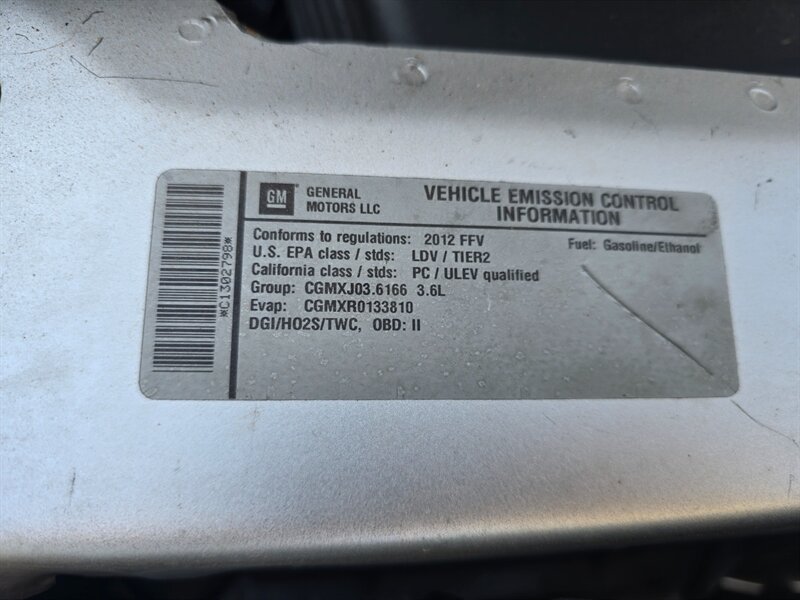 GM GENERAL MOTORS LLC
VEHICLE EMISSION CONTROL
INFORMATION
Conforms to regulations: 2012 FFV
Fuel: Gasoline/Ethanol
U.S. EPA class / stds: LDV / TIER2
California class / stds: PC / ULEV qualified
Group: CGMXJ03.6166 3.6L
Evap: CGMXR0133810
DGI/HO2S/TWC, OBD: II
*C1302798*